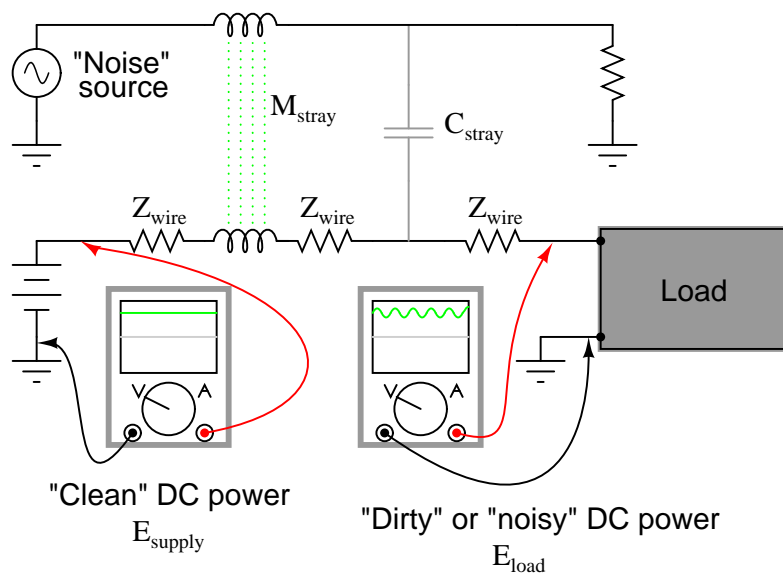 "Noise"
source
M stray
C stray
Z wire
Z wire
Z wire
Load
V A
V A
"Clean" DC power
E supply
"Dirty" or "noisy" DC power
E load